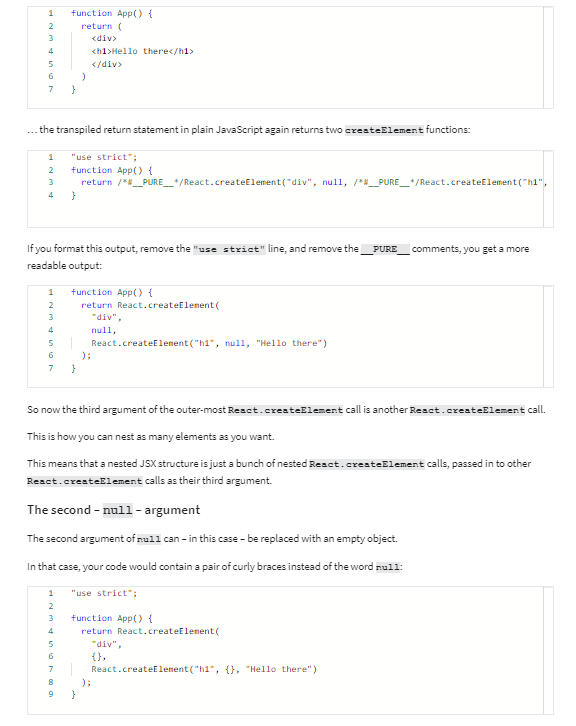 1 function App() {
2 return (
3 <div>
4 <h1>Hello there</h1>
5 </div>
6 )
7 }
... the transpiled return statement in plain JavaScript again returns two createElement functions:
1 "use strict";
2 function App() {
3 return /*#__PURE__*/React.createElement("div", null, /*#__PURE__*/React.createElement("h1",
4 }
If you format this output, remove the "use strict" line, and remove the __PURE__ comments, you get a more
readable output:
1 function App() {
2 return React.createElement(
3 "div",
4 null,
5 React.createElement("h1", null, "Hello there")
6 );
7 }
So now the third argument of the outer-most React.createElement call is another React.createElement call.
This is how you can nest as many elements as you want.
This means that a nested JSX structure is just a bunch of nested React.createElement calls, passed in to other
React.createElement calls as their third argument.
The second – null – argument
The second argument of null can – in this case – be replaced with an empty object.
In that case, your code would contain a pair of curly braces instead of the word null:
1 "use strict";
2
3 function App() {
4 return React.createElement(
5 "div",
6 {},
7 React.createElement("h1", {}, "Hello there")
8 );
9 }